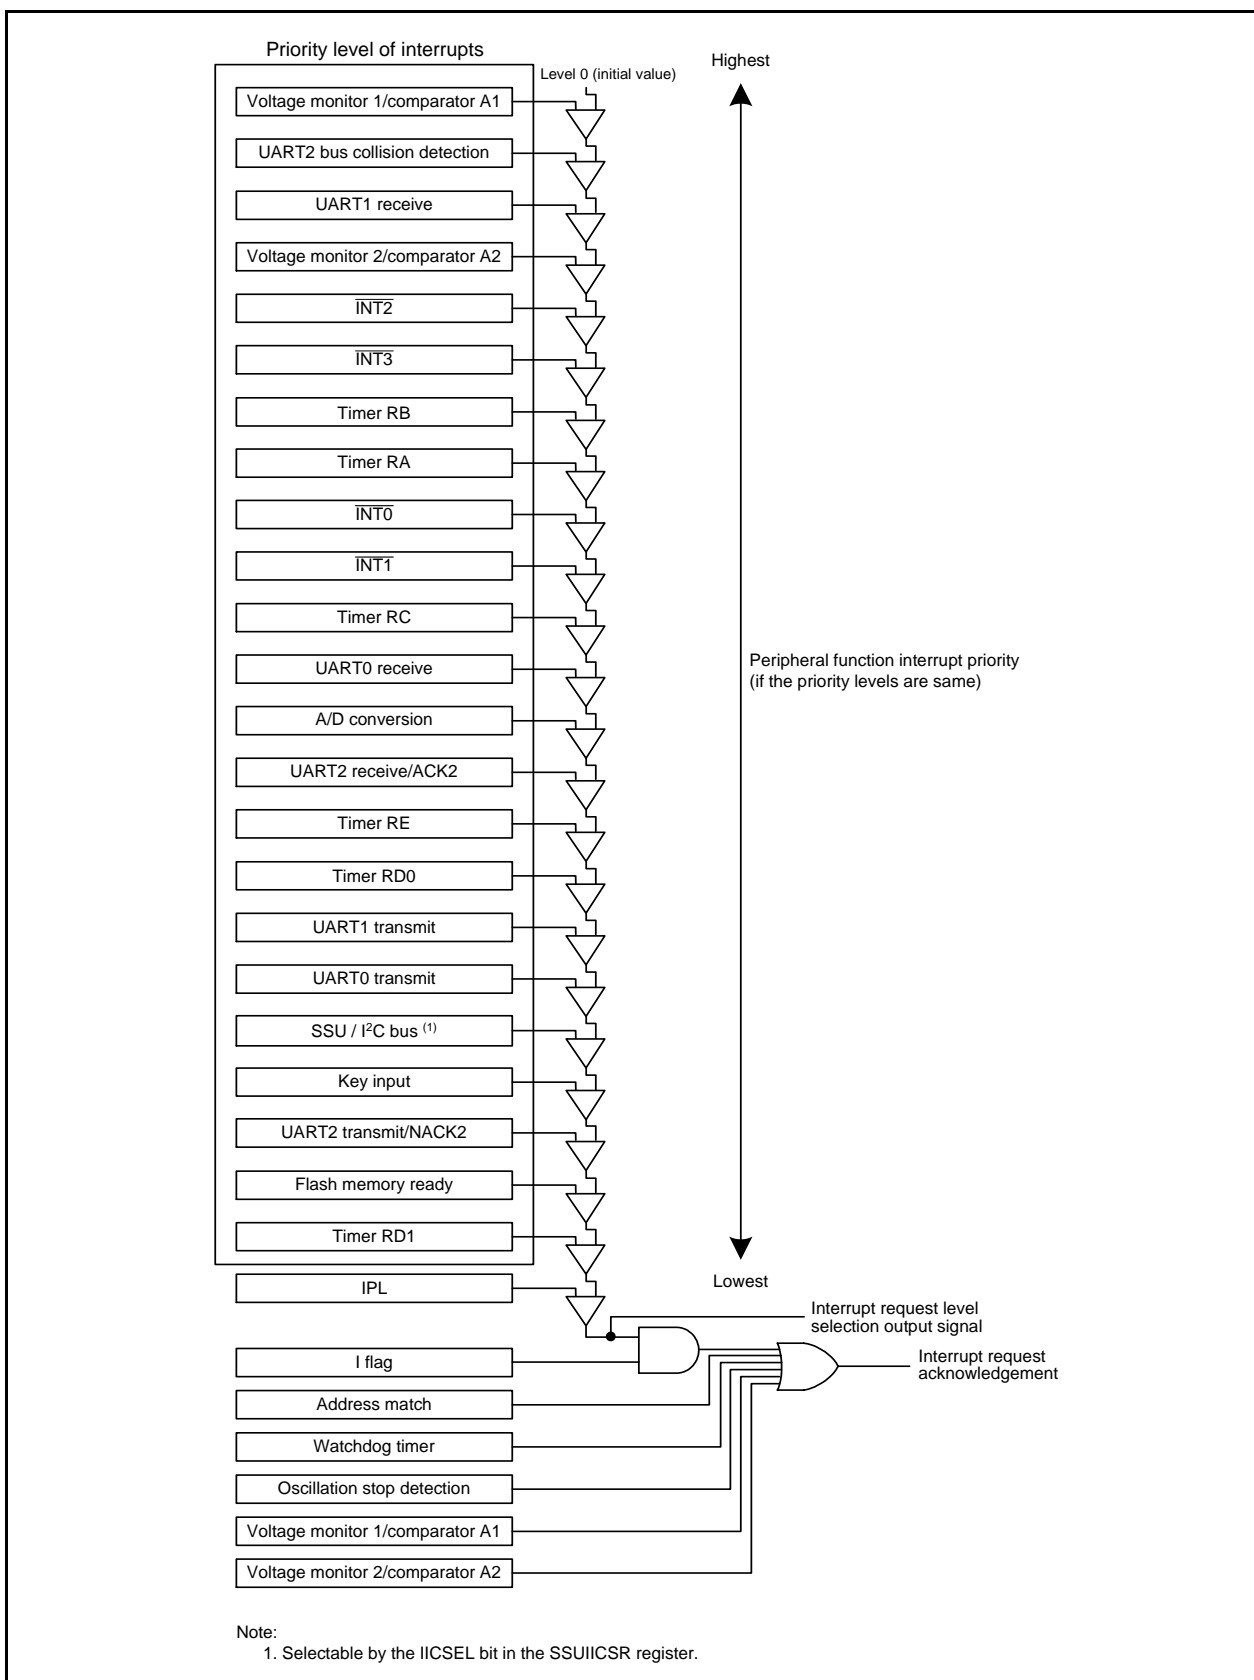 Priority level of interrupts
Level 0 (initial value)
Highest
Voltage monitor 1/comparator A1
UART2 bus collision detection
UART1 receive
Voltage monitor 2/comparator A2
INT2
INT3
Timer RB
Timer RA
INT0
INT1
Timer RC
UART0 receive
Peripheral function interrupt priority
(if the priority levels are same)
A/D conversion
UART2 receive/ACK2
Timer RE
Timer RD0
UART1 transmit
UART0 transmit
SSU / I²C bus (1)
Key input
UART2 transmit/NACK2
Flash memory ready
Timer RD1
Lowest
IPL
Interrupt request level
selection output signal
I flag
Interrupt request
acknowledgement
Address match
Watchdog timer
Oscillation stop detection
Voltage monitor 1/comparator A1
Voltage monitor 2/comparator A2
Note:
1. Selectable by the IICSEL bit in the SSUIICSR register.